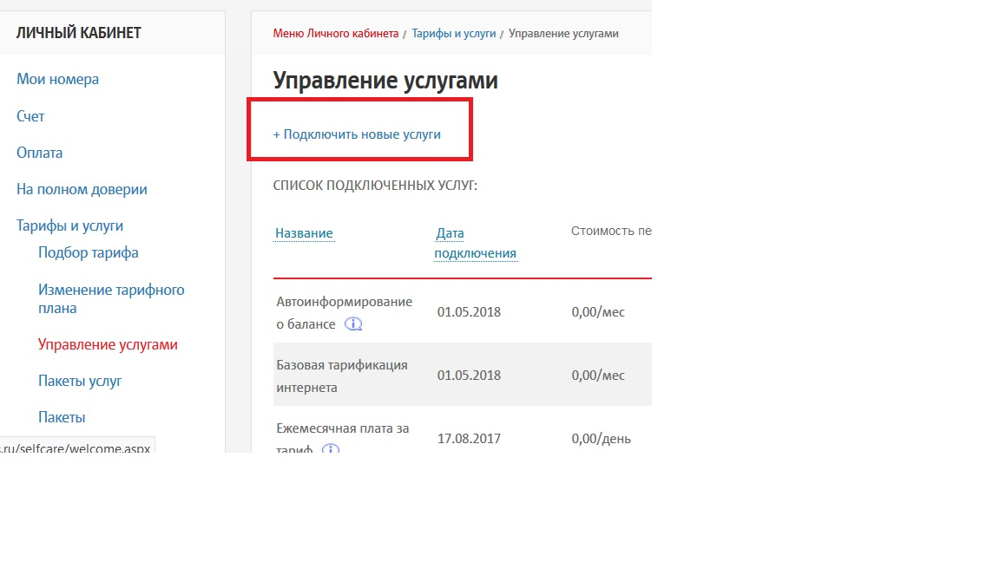 ЛИЧНЫЙ КАБИНЕТ
Мои номера
Счет
Оплата
На полном доверии
Тарифы и услуги
Подбор тарифа
Изменение тарифного
плана
Управление услугами
Пакеты услуг
Пакеты
.ru/selfcare/welcome.aspx
Меню Личного кабинета / Тарифы и услуги / Управление услугами
Управление услугами
+ Подключить новые услуги
СПИСОК ПОДКЛЮЧЕННЫХ УСЛУГ:
Название
Дата
подключения
Стоимость пе
Автоинформирование
о балансе
01.05.2018
0,00/мес
Базовая тарификация
интернета
01.05.2018
0,00/мес
Ежемесячная плата за
тариф
17.08.2017
0,00/день